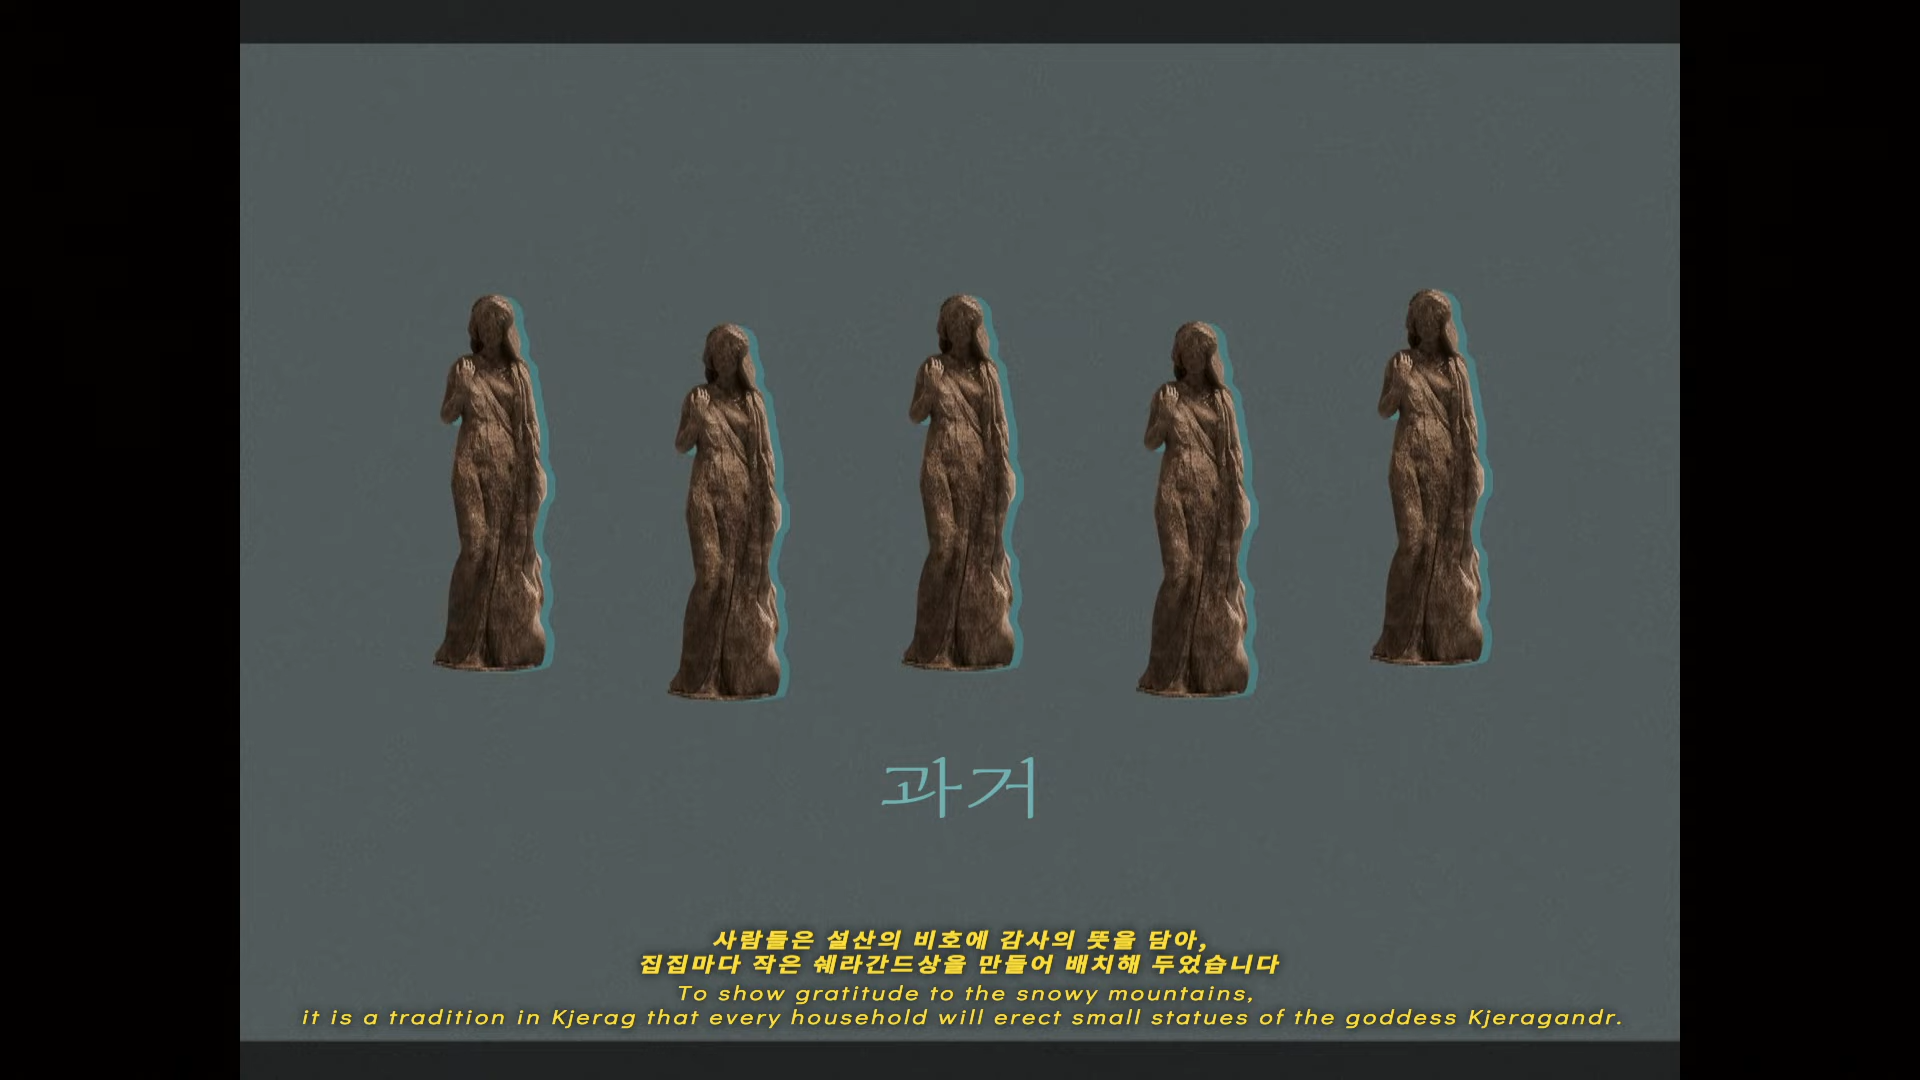 과거
사람들은 설산의 비호에 감사의 뜻을 담아,
집집마다 작은 쉐라간드상을 만들어 배치해 두었습니다
To show gratitude to the snowy mountains,
it is a tradition in Kjerag that every household will erect small statues of the goddess Kjeragandr.